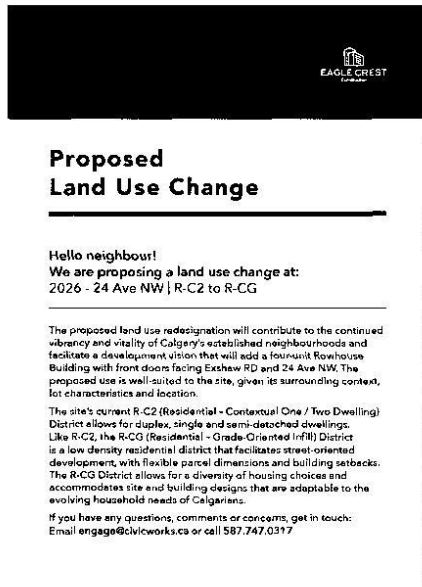 EAGLE CREST
Construction
Proposed
Land Use Change
Hello neighbour!
We are proposing a land use change at:
2026 - 24 Ave NW | R-C2 to R-CG
The proposed land use redesignation will contribute to the continued
vibrancy and vitality of Calgary's established neighbourhoods and
facilitate a development vision that will add a four-unit Rowhouse
Building with front doors facing Exshaw RD and 24 Ave NW. The
proposed use is well-suited to the site, given its surrounding context,
lot characteristics and location.
The site's current R-C2 (Residential - Contextual One / Two Dwelling)
District allows for duplex, single and semi-detached dwellings.
Like R-C2, the R-CG (Residential - Grade-Oriented Infill) District
is a low density residential district that facilitates street-oriented
development, with flexible parcel dimensions and building setbacks.
The R-CG District allows for a diversity of housing choices and
accommodates site and building designs that are adaptable to the
evolving household needs of Calgarians.
If you have any questions, comments or concerns, get in touch:
Email engage@civicworks.ca or call 587.747.0317